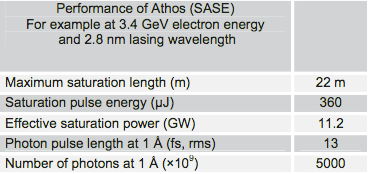 Performance of Athos (SASE)
For example at 3.4 GeV electron energy
and 2.8 nm lasing wavelength
Maximum saturation length (m) 22 m
Saturation pulse energy (µJ) 360
Effective saturation power (GW) 11.2
Photon pulse length at 1 Å (fs, rms) 13
Number of photons at 1 Å (×10⁹) 5000